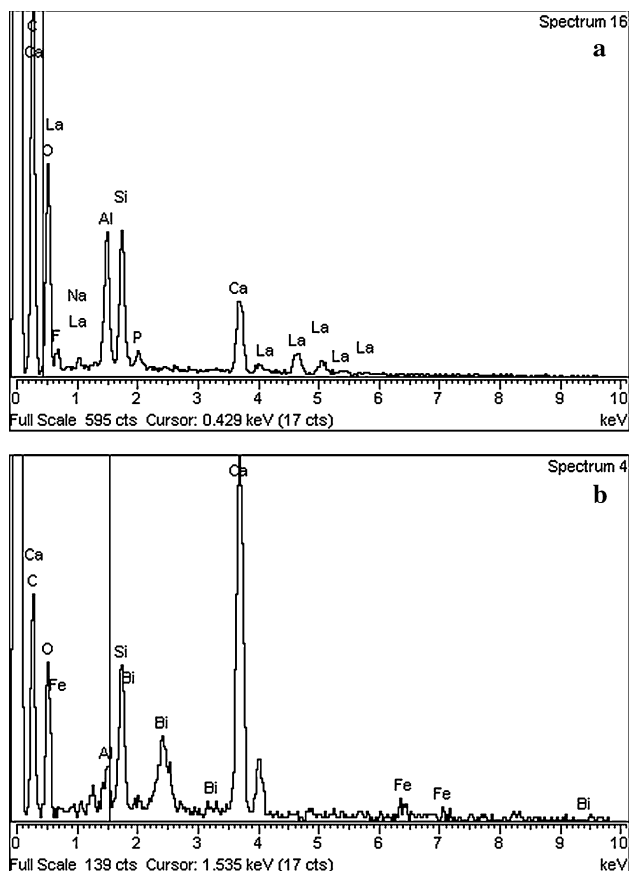 Spectrum 16
a
C
Ca
La
O
Si
Al
Na
La
F
P
Ca
La
La
La
La
La
0 1 2 3 4 5 6 7 8 9 10
Full Scale 595 cts Cursor: 0.429 keV (17 cts) keV
Spectrum 4
b
Ca
Ca
C
O
Si
Fe
Bi
Bi
Al
Bi
Fe
Fe
Bi
0 1 2 3 4 5 6 7 8 9 10
Full Scale 139 cts Cursor: 1.535 keV (17 cts) keV